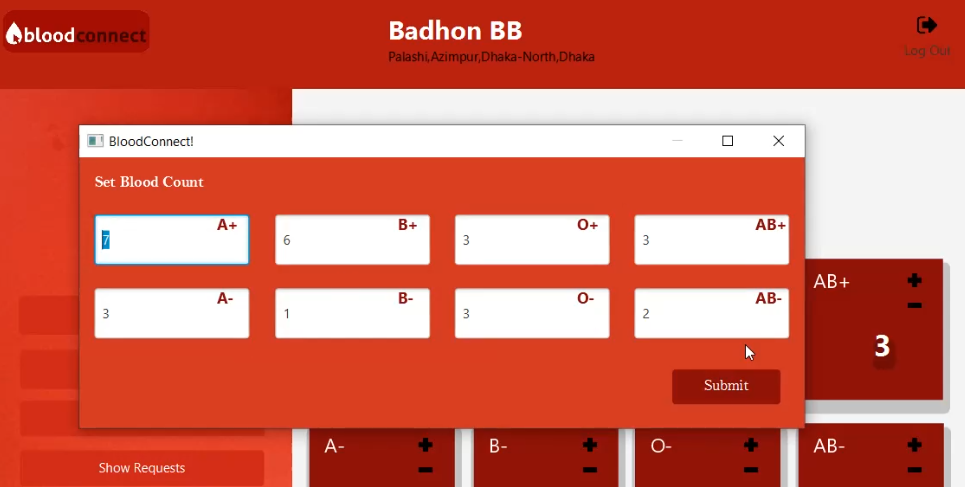 bloodconnect
Badhon BB
Palashi,Azimpur,Dhaka-North,Dhaka
Log Out
BloodConnect!
Set Blood Count
A+ B+ O+ AB+
7 6 3 3
A- B- O- AB-
3 1 3 2
Submit
AB+
3
A- B- O- AB-
Show Requests